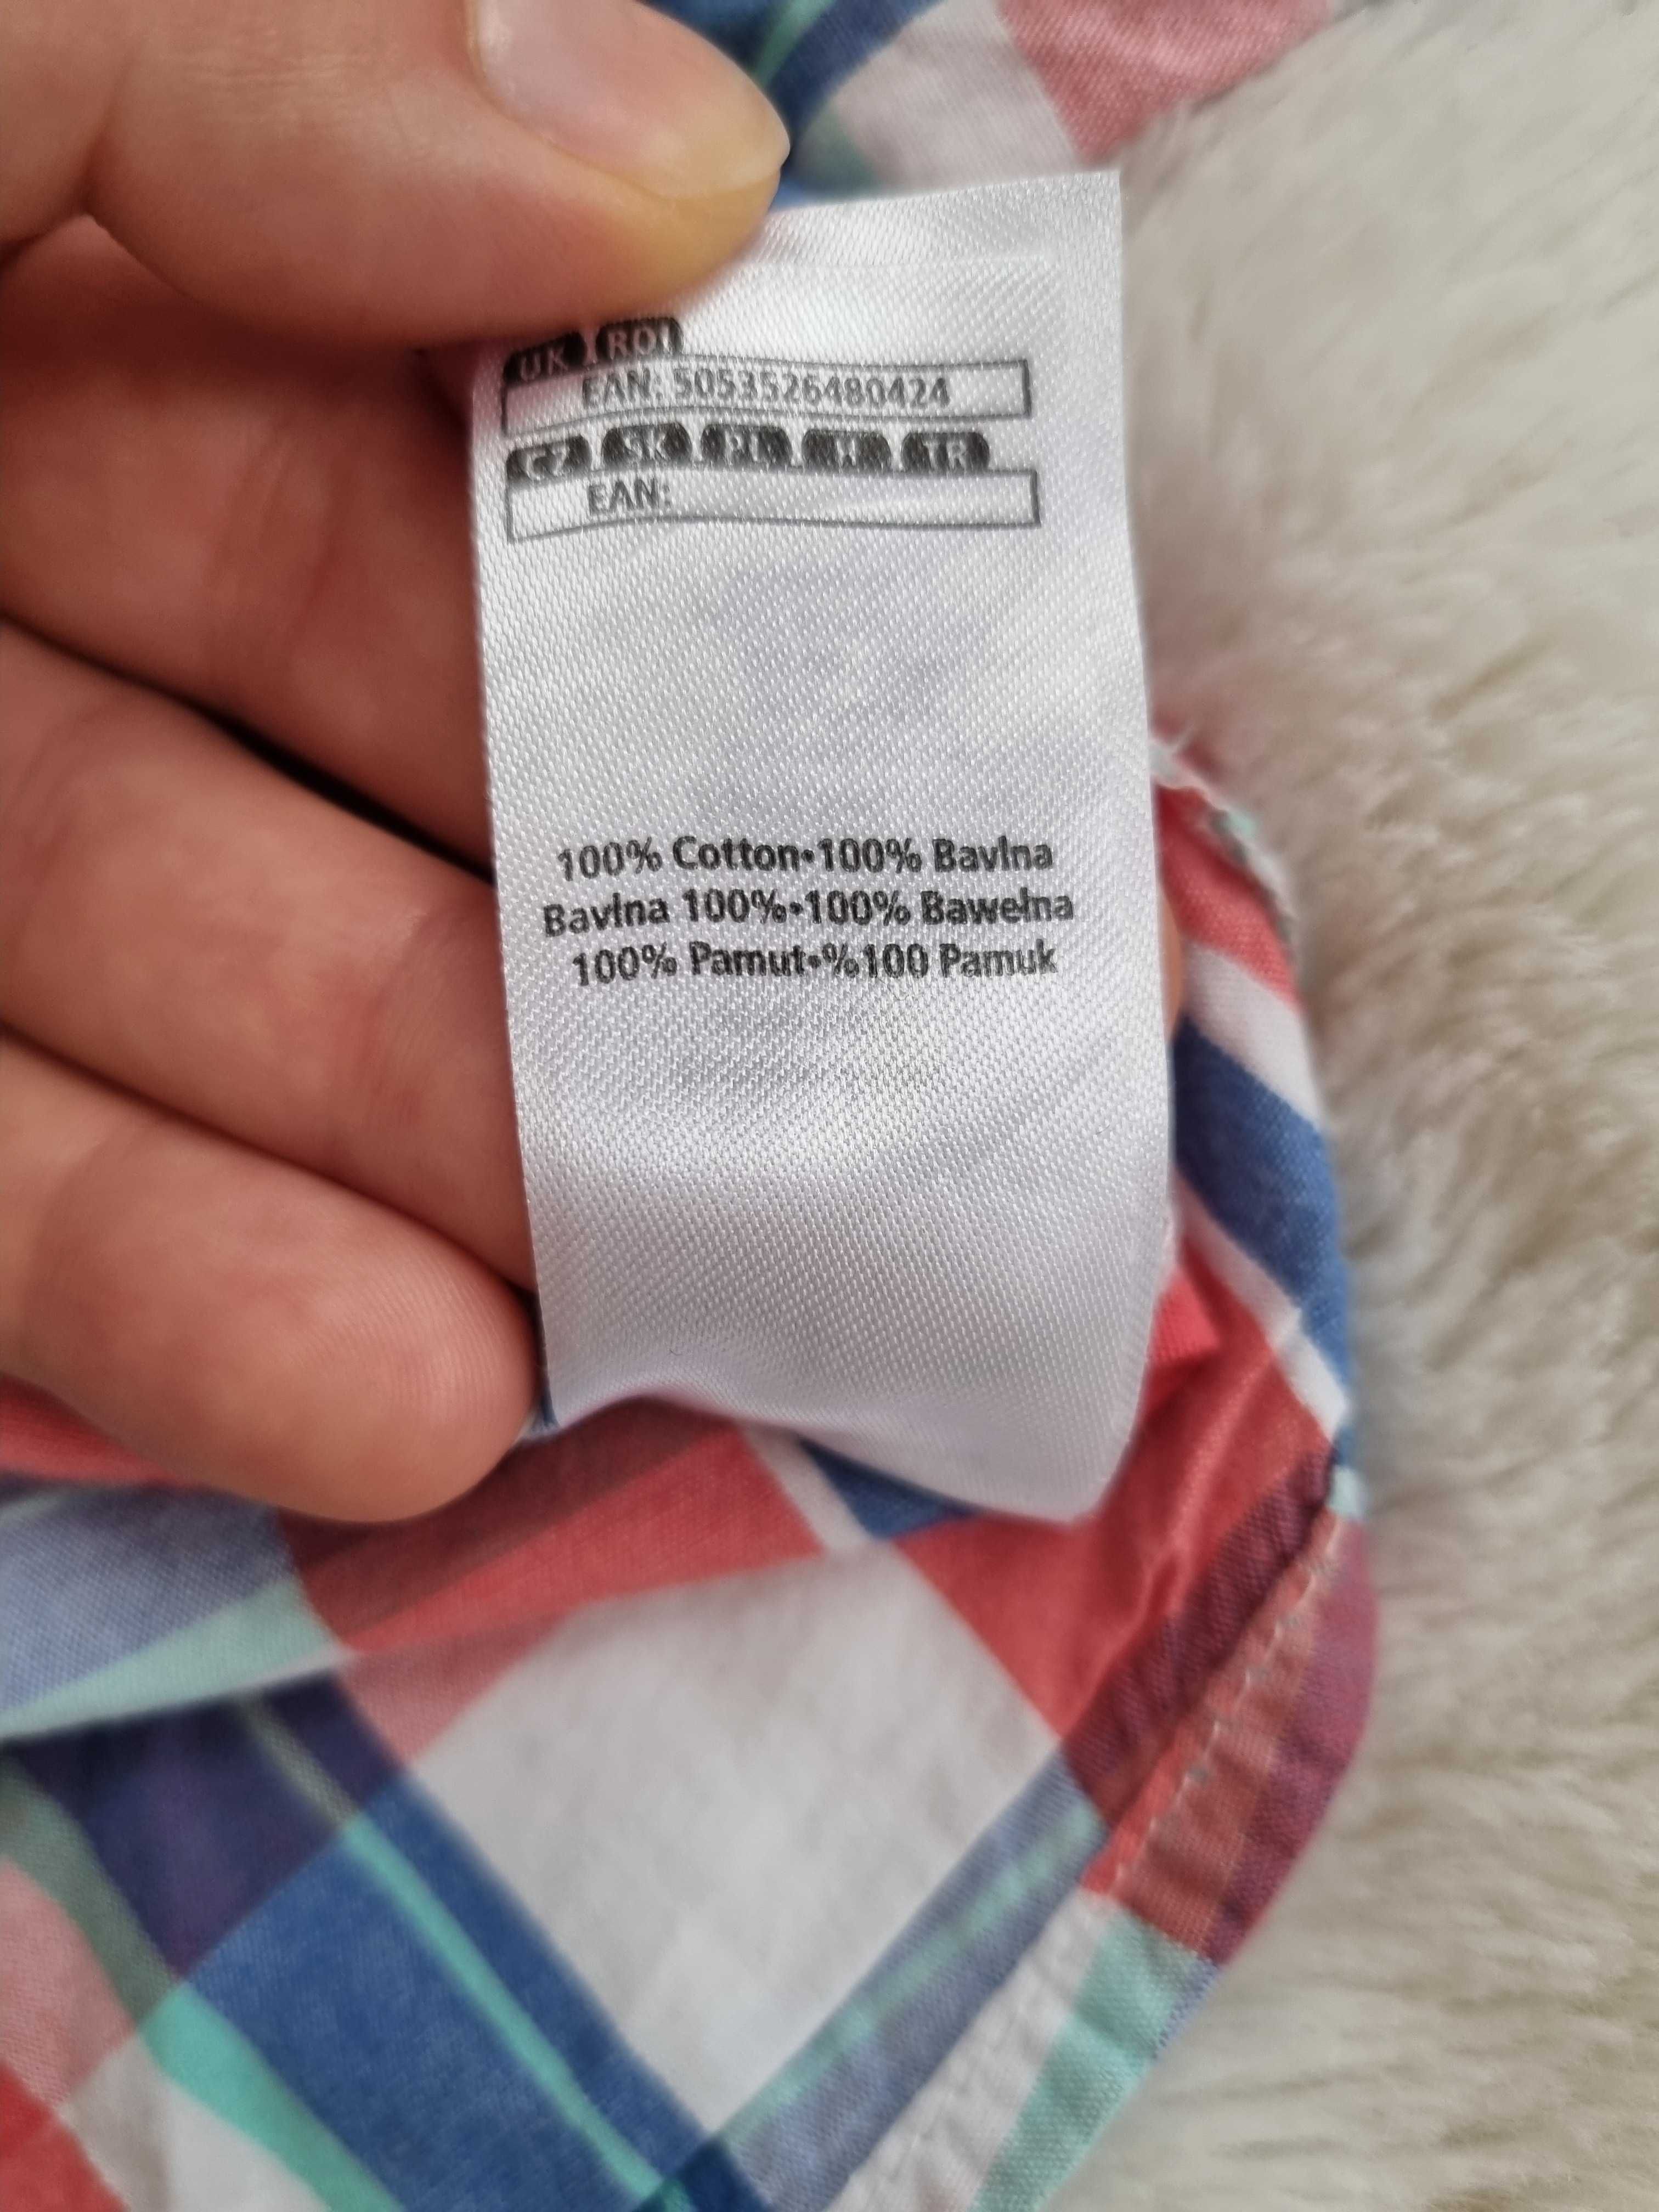 UK ROI
EAN: 5053526480424
CZ SK PL H TR
EAN:
100% Cotton•100% Bavlna
Bavlna 100%•100% Bawełna
100% Pamut•%100 Pamuk